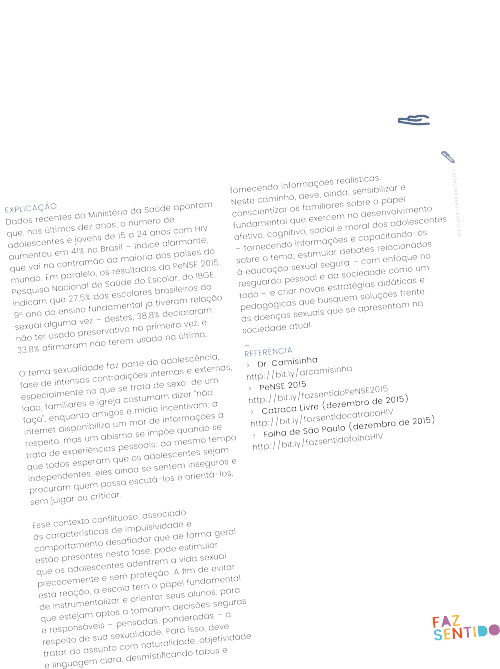 EXPLICAÇÃO
Dados recentes do Ministério da Saúde apontam
que, nos últimos dez anos, o número de
adolescentes e jovens de 15 a 24 anos com HIV
aumentou em 41% no Brasil – índice alarmante,
que vai na contramão da maioria dos países do
mundo. Em paralelo, os resultados da PeNSE 2015,
Pesquisa Nacional de Saúde do Escolar, do IBGE,
indicam que 27,5% dos escolares brasileiros do
9º ano do ensino fundamental já tiveram relação
sexual alguma vez – destes, 38,8% declararam
não ter usado preservativo na primeira vez, e
33,8% afirmaram não terem usado na última.
O tema sexualidade faz parte da adolescência,
fase de intensas contradições internas e externas,
especialmente no que se trata de sexo: de um
lado, familiares e igreja costumam dizer "não
faça", enquanto amigos e mídia incentivam; a
internet disponibiliza um mar de informações a
respeito, mas um abismo se impõe quando se
trata de experiências pessoais; ao mesmo tempo
que todos esperam que os adolescentes sejam
independentes, eles ainda se sentem inseguros e
procuram quem possa escutá-los e orientá-los,
sem julgar ou criticar.
Esse contexto conflituoso, associado
às características de impulsividade e
comportamento desafiador que de forma geral
estão presentes nesta fase, pode estimular
que os adolescentes adentrem a vida sexual
precocemente e sem proteção. A fim de evitar
esta reação, a escola tem o papel fundamental
de instrumentalizar e orientar seus alunos, para
que estejam aptos a tomarem decisões seguras
e responsáveis – pensadas, ponderadas – a
respeito de sua sexualidade. Para isso, deve
tratar do assunto com naturalidade, objetividade
e linguagem clara, desmistificando tabus e
fornecendo informações realísticas.
Neste caminho, deve, ainda, sensibilizar e
conscientizar os familiares sobre o papel
fundamental que exercem no desenvolvimento
afetivo, cognitivo, social e moral dos adolescentes
– fornecendo informações e capacitando-os
sobre o tema; estimular debates relacionados
à educação sexual segura – com enfoque no
resguardo pessoal e da sociedade como um
todo – e criar novas estratégias didáticas e
pedagógicas que busquem soluções frente
às doenças sexuais que se apresentam na
sociedade atual.
–
REFERÊNCIA
> Dr. Camisinha
http://bit.ly/drcamisinha
> PeNSE 2015
http://bit.ly/fazsentidoPeNSE2015
> Catraca Livre (dezembro de 2015)
http://bit.ly/fazsentidocatracaHIV
> Folha de São Paulo (dezembro de 2015)
http://bit.ly/fazsentidofolhaHIV
FAZ
SENTIDO